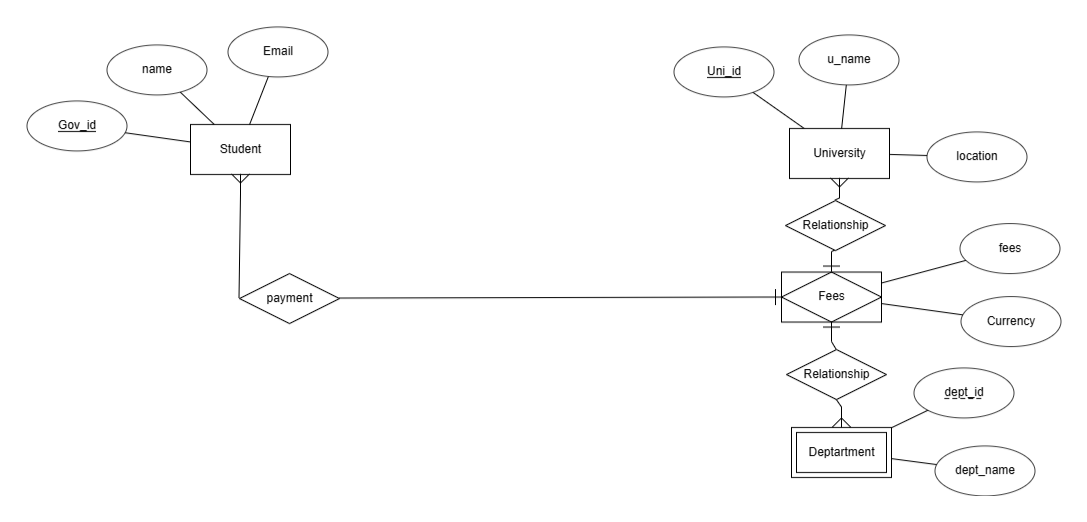 Email
name
Gov_id
Student
u_name
Uni_id
University
location
Relationship
fees
payment
Fees
Currency
Relationship
dept_id
Deptartment
dept_name